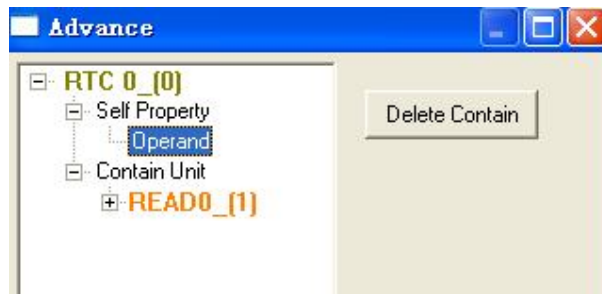 Advance
RTC 0_(0)
Self Property
Delete Contain
Operand
Contain Unit
READ0_(1)